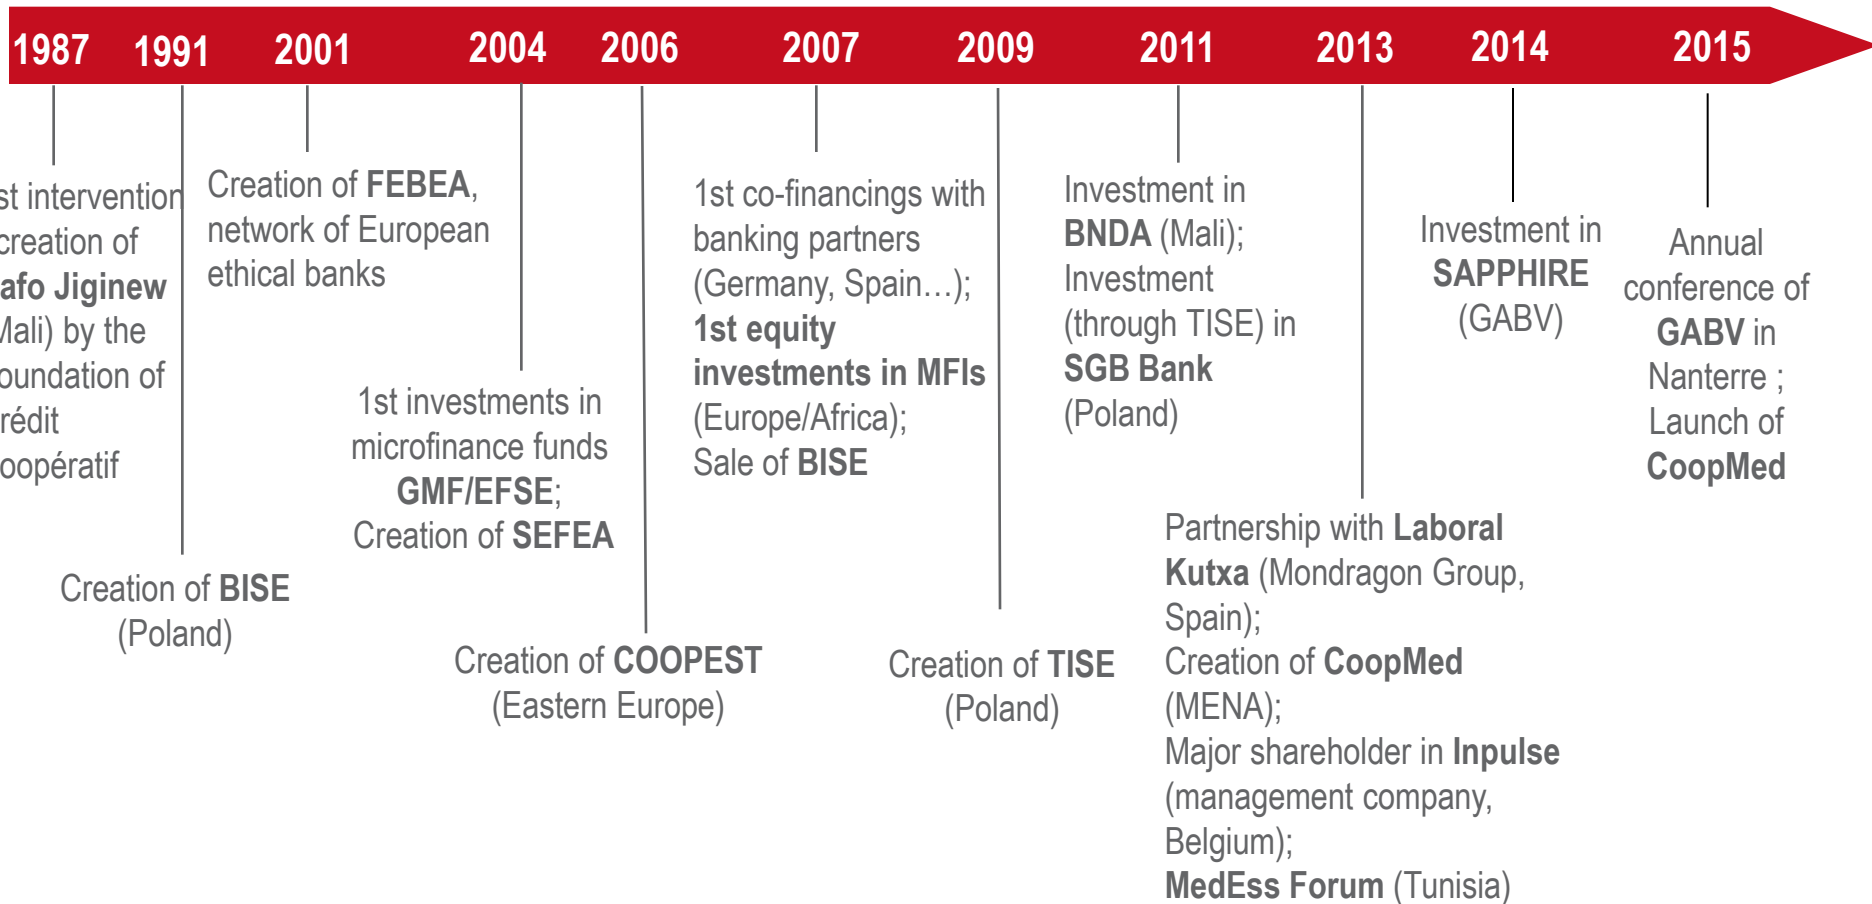 1987 1991 2001 2004 2006 2007 2009 2011 2013 2014 2015
st intervention
creation of
afo Jiginew
Mali) by the
oundation of
rédit
oopératif
Creation of BISE
(Poland)
Creation of FEBEA,
network of European
ethical banks
1st investments in
microfinance funds
GMF/EFSE;
Creation of SEFEA
Creation of COOPEST
(Eastern Europe)
1st co-financings with
banking partners
(Germany, Spain…);
1st equity
investments in MFIs
(Europe/Africa);
Sale of BISE
Creation of TISE
(Poland)
Investment in
BNDA (Mali);
Investment
(through TISE) in
SGB Bank
(Poland)
Partnership with Laboral
Kutxa (Mondragon Group,
Spain);
Creation of CoopMed
(MENA);
Major shareholder in Inpulse
(management company,
Belgium);
MedEss Forum (Tunisia)
Investment in
SAPPHIRE
(GABV)
Annual
conference of
GABV in
Nanterre ;
Launch of
CoopMed